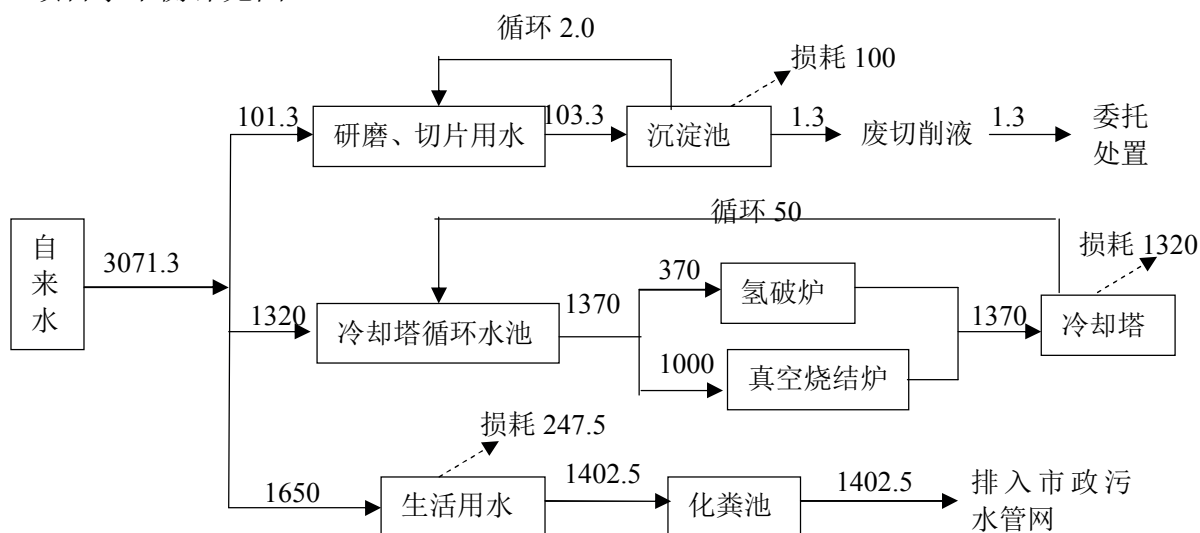 循环 2.0
损耗 100
101.3
研磨、切片用水
103.3
沉淀池
1.3
废切削液
1.3
委托
处置
循环 50
自来水
3071.3
损耗 1320
1320
冷却塔循环水池
1370
370
氢破炉
1000
真空烧结炉
1370
冷却塔
损耗 247.5
1650
生活用水
1402.5
化粪池
1402.5
排入市政污
水管网